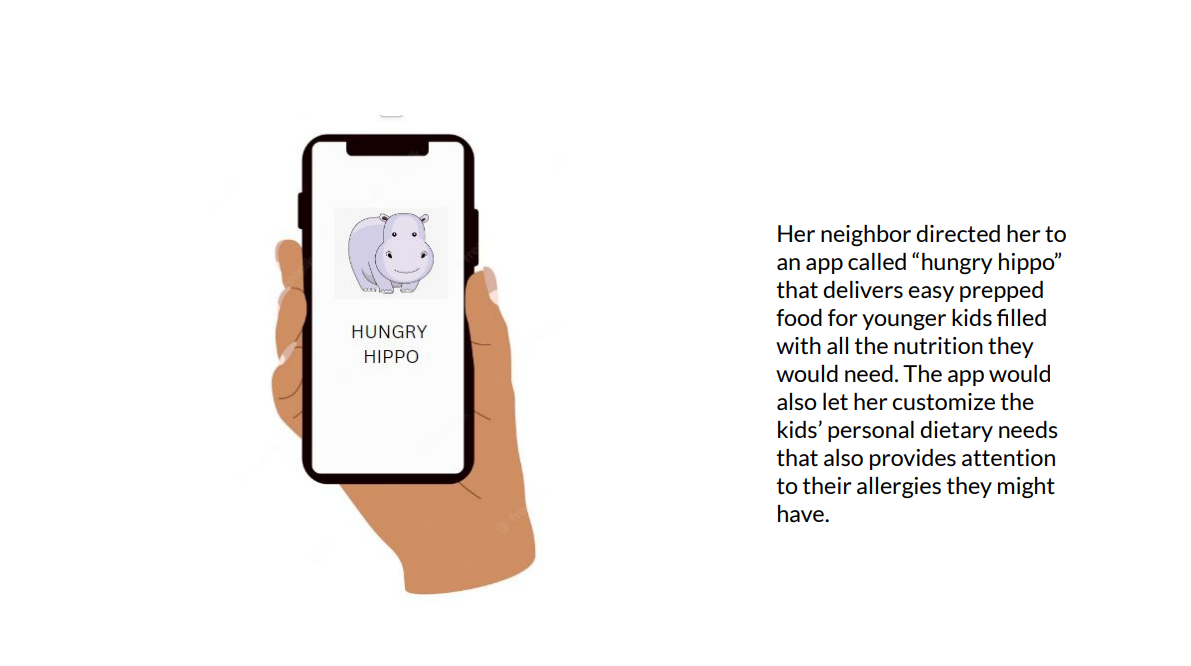 HUNGRY
HIPPO
Her neighbor directed her to
an app called “hungry hippo”
that delivers easy prepped
food for younger kids filled
with all the nutrition they
would need. The app would
also let her customize the
kids’ personal dietary needs
that also provides attention
to their allergies they might
have.